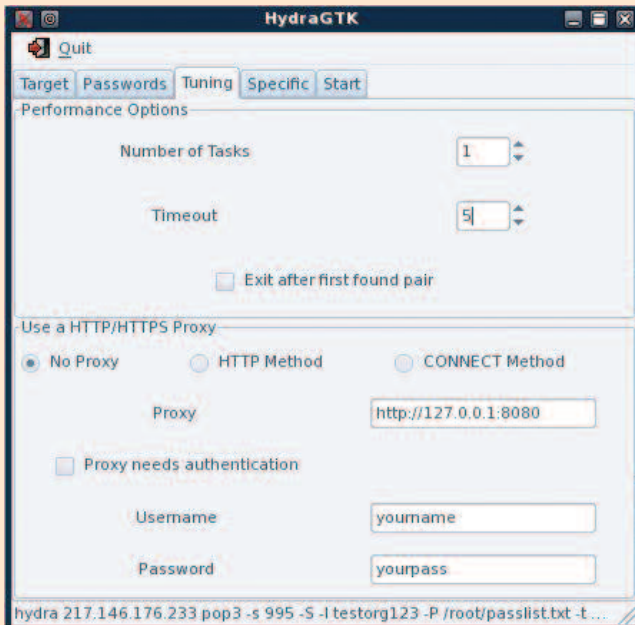 HydraGTK
Quit
Target Passwords Tuning Specific Start
Performance Options
Number of Tasks 1
Timeout 5
Exit after first found pair
Use a HTTP/HTTPS Proxy
No Proxy HTTP Method CONNECT Method
Proxy http://127.0.0.1:8080
Proxy needs authentication
Username yourname
Password yourpass
hydra 217.146.176.233 pop3 -s 995 -S -l testorg123 -P /root/passlist.txt -t ...